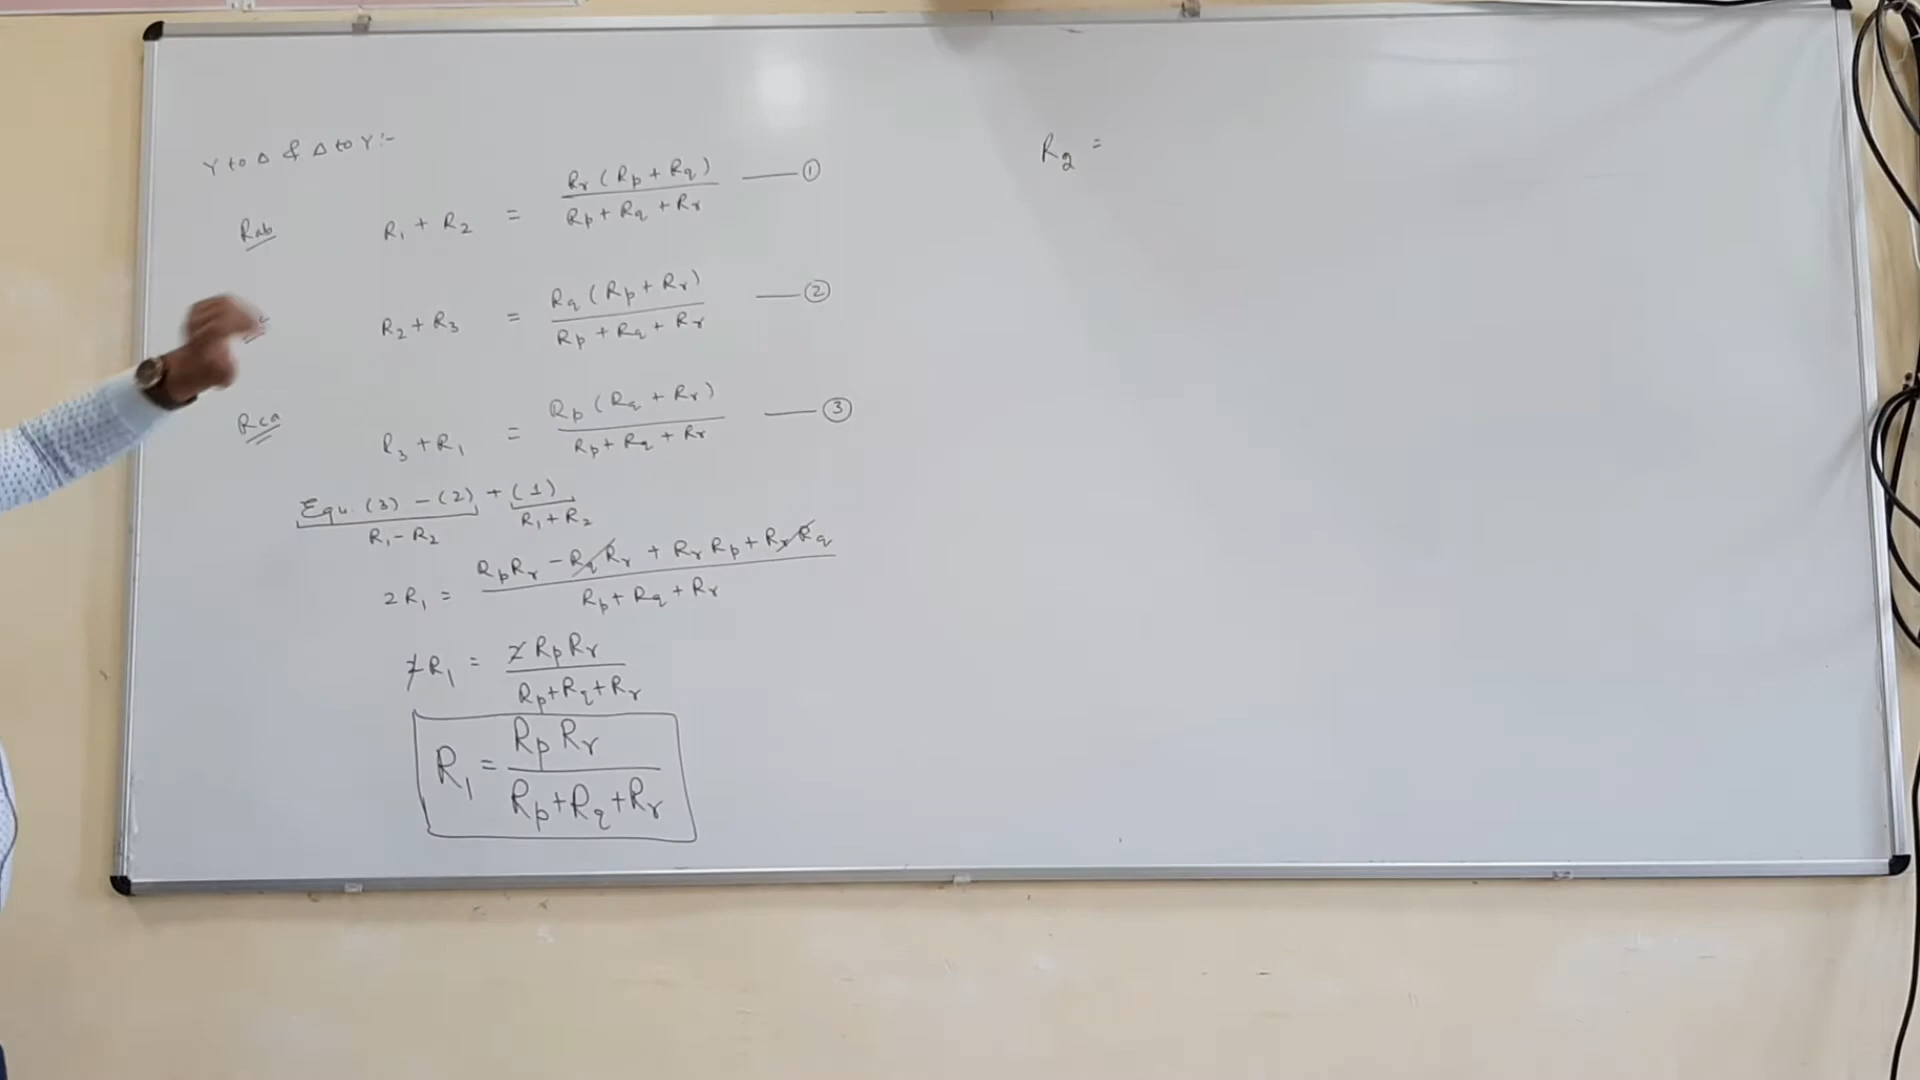 Y to Δ & Δ to Y :-
Rab R₁ + R₂ = Rr (Rp + Rq) / Rp + Rq + Rr —— ①
R₂ + R₃ = Rq (Rp + Rr) / Rp + Rq + Rr —— ②
Rca R₃ + R₁ = Rp (Rq + Rr) / Rp + Rq + Rr —— ③
Equ. (3) - (2) + (1)
R₁ - R₂ R₁ + R₂
2R₁ = RpRr - RqRr + RrRp + RrRq / Rp + Rq + Rr
2R₁ = 2RpRr / Rp + Rq + Rr
R₁ = RpRr / Rp + Rq + Rr
R₂ =